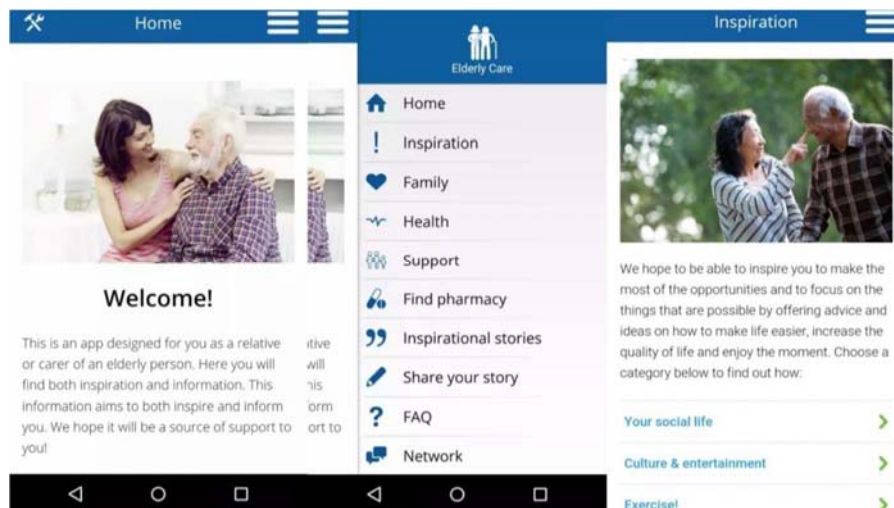 Home
Welcome!
This is an app designed for you as a relative
or carer of an elderly person. Here you will
find both inspiration and information. This
information aims to both inspire and inform
you. We hope it will be a source of support to
you!
ative
will
his
form
ort to
Elderly Care
Home
Inspiration
Family
Health
Support
Find pharmacy
Inspirational stories
Share your story
FAQ
Network
Inspiration
We hope to be able to inspire you to make the
most of the opportunities and to focus on the
things that are possible by offering advice and
ideas on how to make life easier, increase the
quality of life and enjoy the moment. Choose a
category below to find out how:
Your social life
Culture & entertainment
Exercise!